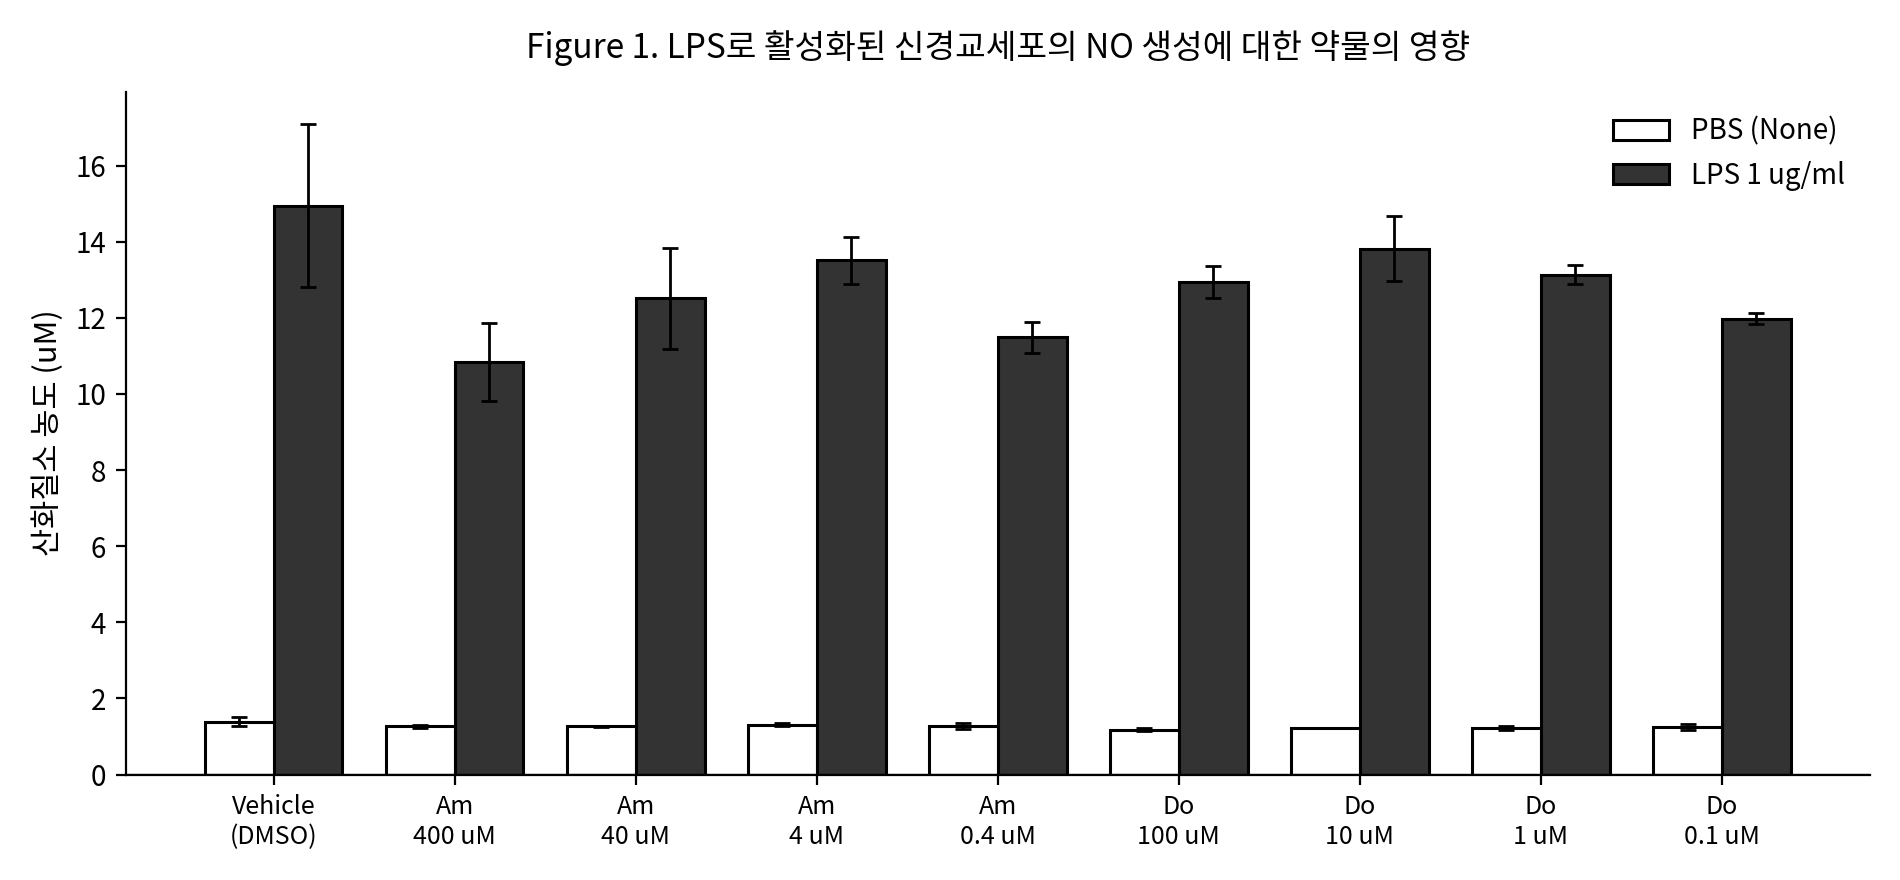 Figure 1. LPS로 활성화된 신경교세포의 NO 생성에 대한 약물의 영향
PBS (None)
LPS 1 ug/ml
산화질소 농도 (uM)
16
14
12
10
8
6
4
2
0
Vehicle
(DMSO)
Am
400 uM
Am
40 uM
Am
4 uM
Am
0.4 uM
Do
100 uM
Do
10 uM
Do
1 uM
Do
0.1 uM